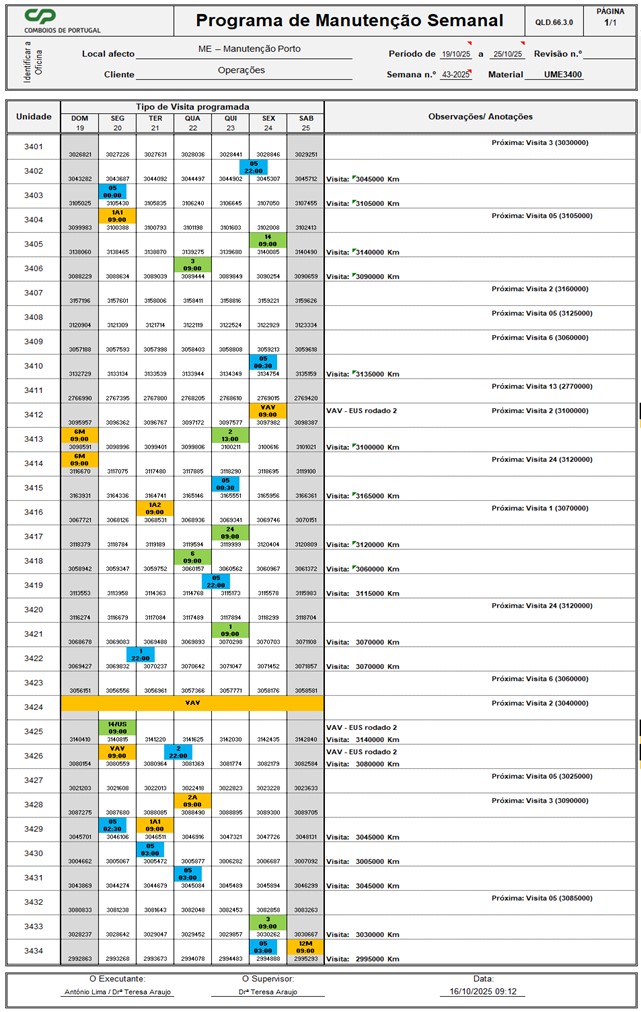 CP
COMBOIOS DE PORTUGAL
Programa de Manutenção Semanal
QLD.66.3.0
PÁGINA
1/1
Identificar a Oficina
Local afecto ME – Manutenção Porto
Período de 19/10/25 a 25/10/25 Revisão n.º
Cliente Operações
Semana n.º 43-2025 Material UME3400
Unidade Tipo de Visita programada Observações/ Anotações
DOM SEG TER QUA QUI SEX SAB
19 20 21 22 23 24 25
3401 Próxima: Visita 3 (3030000)
3026821 3027226 3027631 3028036 3028441 3028846 3029251
3402 05 22:00
3043282 3043687 3044092 3044497 3044902 3045307 3045712 Visita: 3045000 Km
3403 05 00:00
3105025 3105430 3105835 3106240 3106645 3107050 3107455 Visita: 3105000 Km
3404 1A1 09:00 Próxima: Visita 05 (3105000)
3099983 3100388 3100793 3101198 3101603 3102008 3102413
3405 14 09:00
3138060 3138465 3138870 3139275 3139680 3140085 3140490 Visita: 3140000 Km
3406 3 09:00
3088229 3088634 3089039 3089444 3089849 3090254 3090659 Visita: 3090000 Km
3407 Próxima: Visita 2 (3160000)
3157196 3157601 3158006 3158411 3158816 3159221 3159626
3408 Próxima: Visita 05 (3125000)
3120904 3121309 3121714 3122119 3122524 3122929 3123334
3409 Próxima: Visita 6 (3060000)
3057188 3057593 3057998 3058403 3058808 3059213 3059618
3410 05 00:30
3132729 3133134 3133539 3133944 3134349 3134754 3135159 Visita: 3135000 Km
3411 Próxima: Visita 13 (2770000)
2766990 2767395 2767800 2768205 2768610 2769015 2769420
3412 VAV 09:00 VAV - EUS rodado 2 Próxima: Visita 2 (3100000)
3095957 3096362 3096767 3097172 3097577 3097982 3098387
3413 6M 09:00 2 13:00
3098591 3098996 3099401 3099806 3100211 3100616 3101021 Visita: 3100000 Km
3414 6M 09:00 Próxima: Visita 24 (3120000)
3116670 3117075 3117480 3117885 3118290 3118695 3119100
3415 05 00:30
3163931 3164336 3164741 3165146 3165551 3165956 3166361 Visita: 3165000 Km
3416 1A2 09:00 Próxima: Visita 1 (3070000)
3067721 3068126 3068531 3068936 3069341 3069746 3070151
3417 24 09:00
3118379 3118784 3119189 3119594 3119999 3120404 3120809 Visita: 3120000 Km
3418 6 09:00
3058942 3059347 3059752 3060157 3060562 3060967 3061372 Visita: 3060000 Km
3419 05 22:00
3113553 3113958 3114363 3114768 3115173 3115578 3115983 Visita: 3115000 Km
3420 Próxima: Visita 24 (3120000)
3116274 3116679 3117084 3117489 3117894 3118299 3118704
3421 1 09:00
3068678 3069083 3069488 3069893 3070298 3070703 3071108 Visita: 3070000 Km
3422 1 22:00
3069427 3069832 3070237 3070642 3071047 3071452 3071857 Visita: 3070000 Km
3423 Próxima: Visita 6 (3060000)
3056151 3056556 3056961 3057366 3057771 3058176 3058581
3424 VAV Próxima: Visita 2 (3040000)
3425 14/US 09:00 VAV - EUS rodado 2
3140410 3140815 3141220 3141625 3142030 3142435 3142840 Visita: 3140000 Km
3426 VAV 09:00 2 22:00 VAV - EUS rodado 2
3080154 3080559 3080964 3081369 3081774 3082179 3082584 Visita: 3080000 Km
3427 Próxima: Visita 05 (3025000)
3021203 3021608 3022013 3022418 3022823 3023228 3023633
3428 2A 09:00 Próxima: Visita 3 (3090000)
3087275 3087680 3088085 3088490 3088895 3089300 3089705
3429 05 02:30 1A1 09:00
3045701 3046106 3046511 3046916 3047321 3047726 3048131 Visita: 3045000 Km
3430 05 03:00
3004662 3005067 3005472 3005877 3006282 3006687 3007092 Visita: 3005000 Km
3431 05 03:00
3043869 3044274 3044679 3045084 3045489 3045894 3046299 Visita: 3045000 Km
3432 Próxima: Visita 05 (3085000)
3080833 3081238 3081643 3082048 3082453 3082858 3083263
3433 3 09:00
3028237 3028642 3029047 3029452 3029857 3030262 3030667 Visita: 3030000 Km
3434 05 03:00 12M 09:00
2992863 2993268 2993673 2994078 2994483 2994888 2995293 Visita: 2995000 Km
O Executante: O Supervisor: Data:
António Lima / Drª Teresa Araujo Drª Teresa Araujo 16/10/2025 09:12